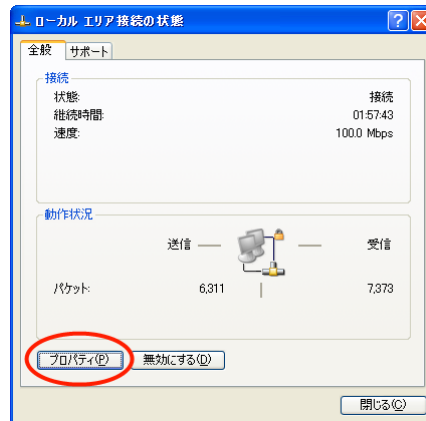 ローカル エリア接続の状態
全般 サポート
接続
状態: 接続
継続時間: 01:57:43
速度: 100.0 Mbps
動作状況
送信 受信
パケット: 6,311 7,373
プロパティ(P) 無効にする(D)
閉じる(C)